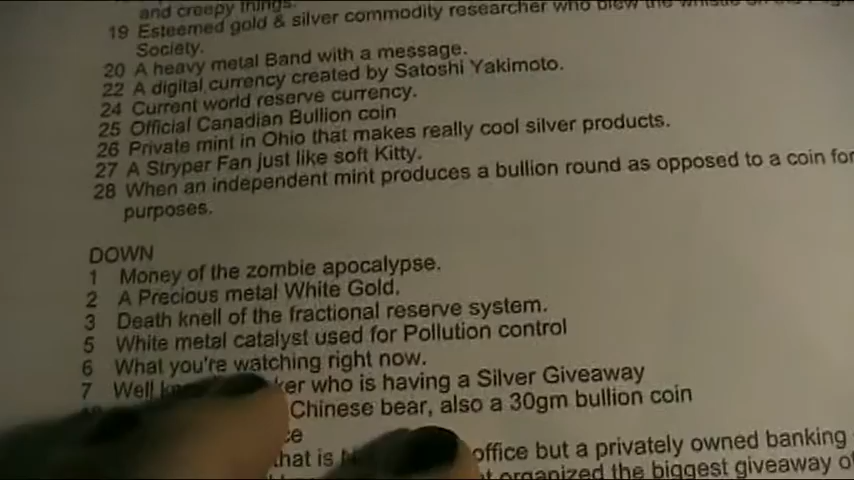 and creepy things.
19 Esteemed gold & silver commodity researcher who blew the whistle on the
Society.
20 A heavy metal Band with a message.
22 A digital currency created by Satoshi Yakimoto.
24 Current world reserve currency.
25 Official Canadian Bullion coin
26 Private mint in Ohio that makes really cool silver products.
27 A Stryper Fan just like soft Kitty.
28 When an independent mint produces a bullion round as opposed to a coin for
purposes.
DOWN
1 Money of the zombie apocalypse.
2 A Precious metal White Gold.
3 Death knell of the fractional reserve system.
5 White metal catalyst used for Pollution control
6 What you're watching right now.
7 Well who is having a Silver Giveaway
Chinese bear, also a 30gm bullion coin
that is office but a privately owned banking
organized the biggest giveaway of